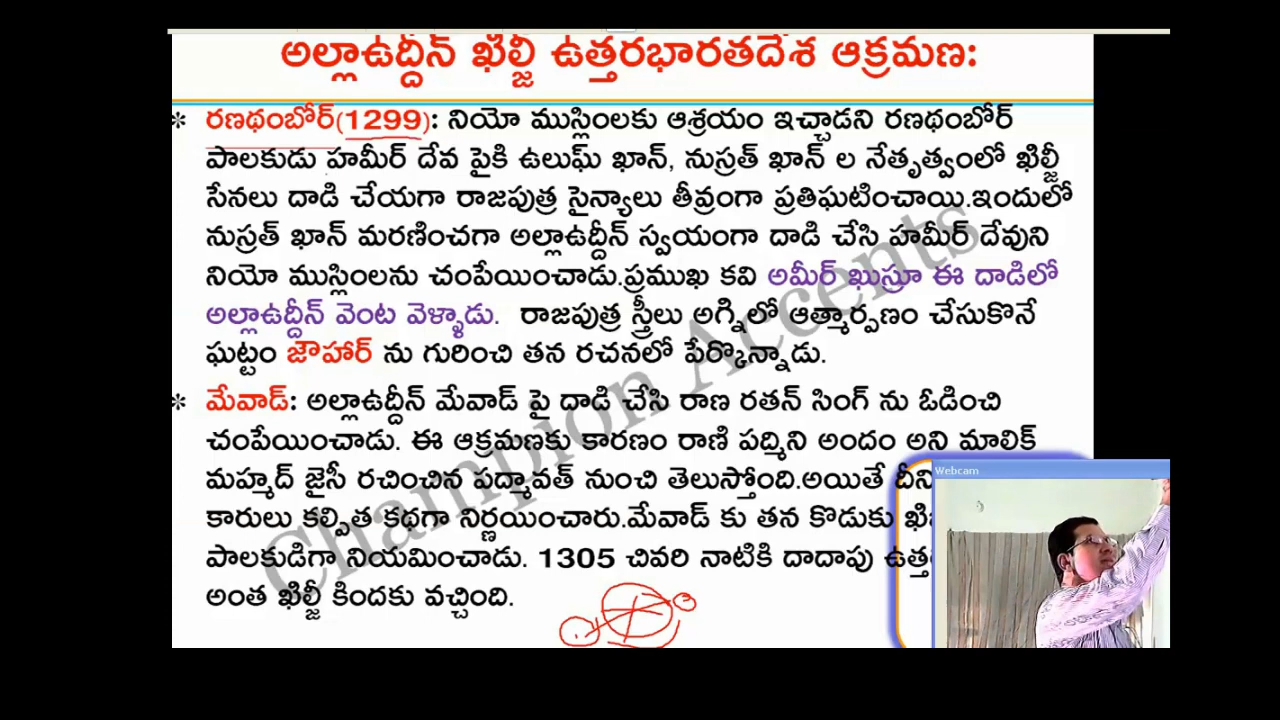 అల్లాఉద్దీన్ ఖిల్జీ ఉత్తరభారతదేశ ఆక్రమణ:
* రణథంబోర్(1299): నియో ముస్లింలకు ఆశ్రయం ఇచ్చాడని రణథంబోర్
పాలకుడు హమీర్ దేవ పైకి ఉలుఘ్ ఖాన్, నుస్రత్ ఖాన్ ల నేతృత్వంలో ఖిల్జీ
సేనలు దాడి చేయగా రాజపుత్ర సైన్యాలు తీవ్రంగా ప్రతిఘటించాయి.ఇందులో
నుస్రత్ ఖాన్ మరణించగా అల్లాఉద్దీన్ స్వయంగా దాడి చేసి హమీర్ దేవుని
నియో ముస్లింలను చంపేయించాడు.ప్రముఖ కవి అమీర్ ఖుస్రూ ఈ దాడిలో
అల్లాఉద్దీన్ వెంట వెళ్ళాడు. రాజపుత్ర స్త్రీలు అగ్నిలో ఆత్మార్పణం చేసుకొనే
ఘట్టం జౌహార్ ను గురించి తన రచనలో పేర్కొన్నాడు.
* మేవాడ్: అల్లాఉద్దీన్ మేవాడ్ పై దాడి చేసి రాణ రతన్ సింగ్ ను ఓడించి
చంపేయించాడు. ఈ ఆక్రమణకు కారణం రాణి పద్మిని అందం అని మాలిక్
మహ్మద్ జైసీ రచించిన పద్మావత్ నుంచి తెలుస్తోంది.అయితే
కారులు కల్పిత కథగా నిర్ణయించారు.మేవాడ్ కు తన కొడుకు
పాలకుడిగా నియమించాడు. 1305 చివరి నాటికి దాదాపు
అంత ఖిల్జీ కిందకు వచ్చింది.
Champion Accents
Webcam